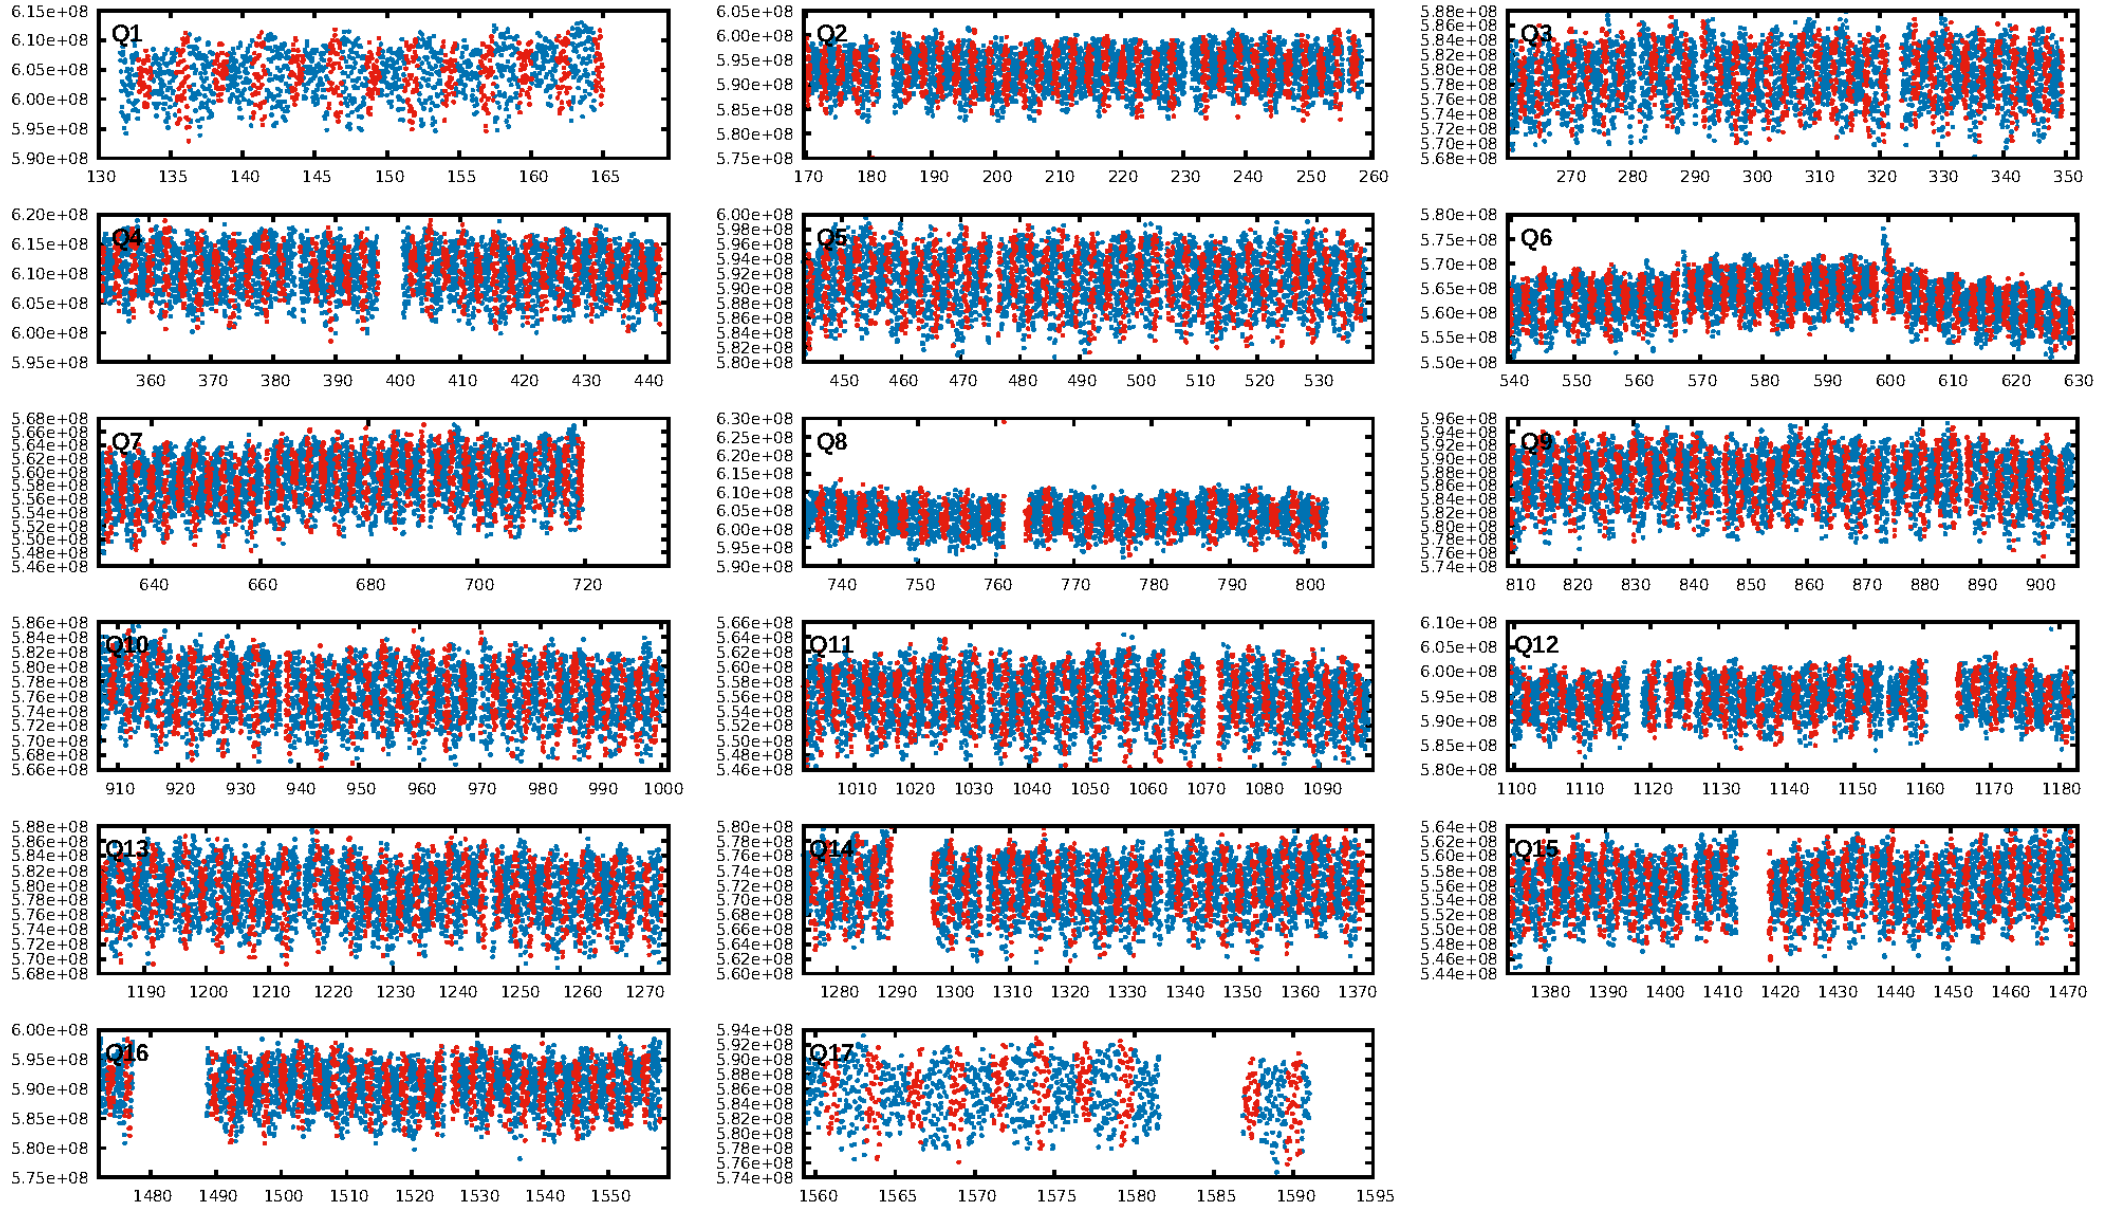 6.15e+08
6.10e+08
6.05e+08
6.00e+08
5.95e+08
5.90e+08
Q1
130 135 140 145 150 155 160 165
6.05e+08
6.00e+08
5.95e+08
5.90e+08
5.85e+08
5.80e+08
5.75e+08
Q2
170 180 190 200 210 220 230 240 250 260
5.88e+08
5.86e+08
5.84e+08
5.82e+08
5.80e+08
5.78e+08
5.76e+08
5.74e+08
5.72e+08
5.70e+08
5.68e+08
Q3
270 280 290 300 310 320 330 340 350
6.20e+08
6.15e+08
6.10e+08
6.05e+08
6.00e+08
5.95e+08
Q4
360 370 380 390 400 410 420 430 440
6.00e+08
5.98e+08
5.96e+08
5.94e+08
5.92e+08
5.90e+08
5.88e+08
5.86e+08
5.84e+08
5.82e+08
5.80e+08
Q5
450 460 470 480 490 500 510 520 530
5.80e+08
5.75e+08
5.70e+08
5.65e+08
5.60e+08
5.55e+08
5.50e+08
Q6
540 550 560 570 580 590 600 610 620 630
5.68e+08
5.66e+08
5.64e+08
5.62e+08
5.60e+08
5.58e+08
5.56e+08
5.54e+08
5.52e+08
5.50e+08
5.48e+08
5.46e+08
Q7
640 660 680 700 720
6.30e+08
6.25e+08
6.20e+08
6.15e+08
6.10e+08
6.05e+08
6.00e+08
5.95e+08
5.90e+08
Q8
740 750 760 770 780 790 800
5.96e+08
5.94e+08
5.92e+08
5.90e+08
5.88e+08
5.86e+08
5.84e+08
5.82e+08
5.80e+08
5.78e+08
5.76e+08
5.74e+08
Q9
810 820 830 840 850 860 870 880 890 900
5.86e+08
5.84e+08
5.82e+08
5.80e+08
5.78e+08
5.76e+08
5.74e+08
5.72e+08
5.70e+08
5.68e+08
5.66e+08
Q10
910 920 930 940 950 960 970 980 990 1000
5.66e+08
5.64e+08
5.62e+08
5.60e+08
5.58e+08
5.56e+08
5.54e+08
5.52e+08
5.50e+08
5.48e+08
5.46e+08
Q11
1010 1020 1030 1040 1050 1060 1070 1080 1090
6.10e+08
6.05e+08
6.00e+08
5.95e+08
5.90e+08
5.85e+08
5.80e+08
Q12
1100 1110 1120 1130 1140 1150 1160 1170 1180
5.88e+08
5.86e+08
5.84e+08
5.82e+08
5.80e+08
5.78e+08
5.76e+08
5.74e+08
5.72e+08
5.70e+08
5.68e+08
Q13
1190 1200 1210 1220 1230 1240 1250 1260 1270
5.80e+08
5.78e+08
5.76e+08
5.74e+08
5.72e+08
5.70e+08
5.68e+08
5.66e+08
5.64e+08
5.62e+08
5.60e+08
Q14
1280 1290 1300 1310 1320 1330 1340 1350 1360 1370
5.64e+08
5.62e+08
5.60e+08
5.58e+08
5.56e+08
5.54e+08
5.52e+08
5.50e+08
5.48e+08
5.46e+08
5.44e+08
Q15
1380 1390 1400 1410 1420 1430 1440 1450 1460 1470
6.00e+08
5.95e+08
5.90e+08
5.85e+08
5.80e+08
5.75e+08
Q16
1480 1490 1500 1510 1520 1530 1540 1550
5.94e+08
5.92e+08
5.90e+08
5.88e+08
5.86e+08
5.84e+08
5.82e+08
5.80e+08
5.78e+08
5.76e+08
5.74e+08
Q17
1560 1565 1570 1575 1580 1585 1590 1595